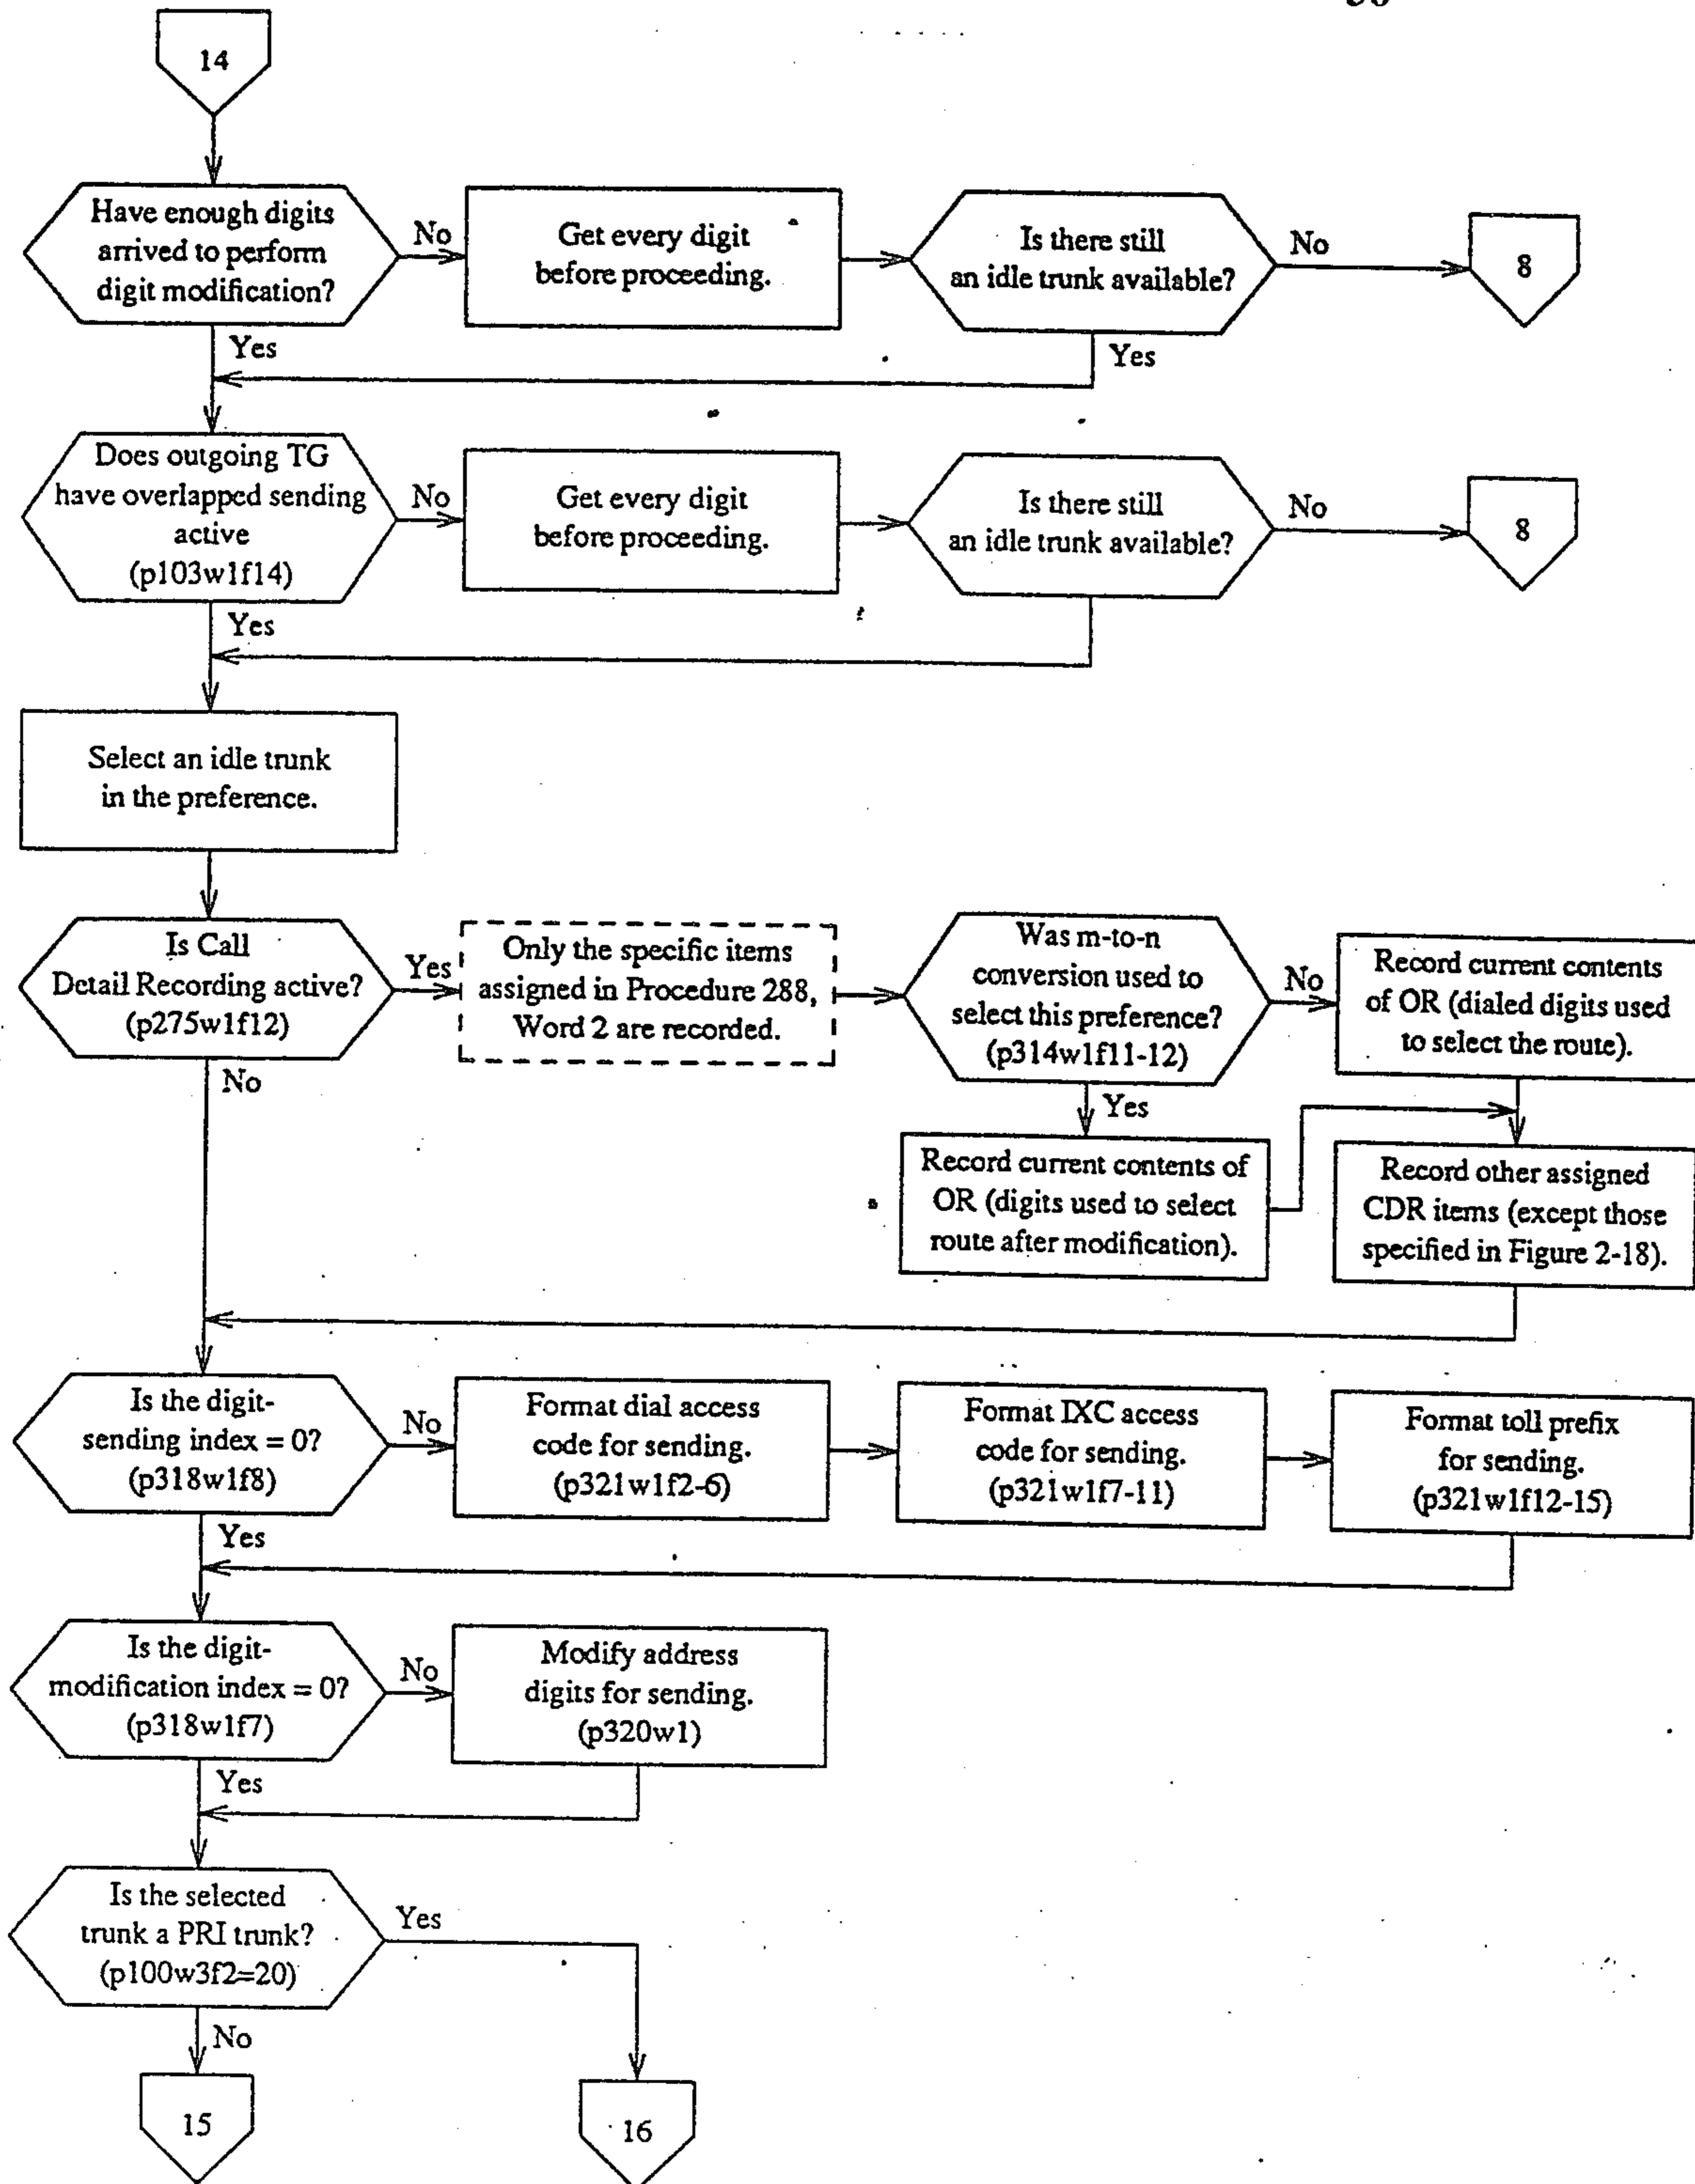 14
Have enough digits
arrived to perform
digit modification?
No
Get every digit
before proceeding.
Is there still
an idle trunk available?
No
8
Yes
Yes
Does outgoing TG
have overlapped sending
active
(p103w1f14)
No
Get every digit
before proceeding.
Is there still
an idle trunk available?
No
8
Yes
Select an idle trunk
in the preference.
Is Call
Detail Recording active?
(p275w1f12)
Yes
Only the specific items
assigned in Procedure 288,
Word 2 are recorded.
Was m-to-n
conversion used to
select this preference?
(p314w1f11-12)
No
Record current contents
of OR (dialed digits used
to select the route).
No
Yes
Record current contents of
OR (digits used to select
route after modification).
Record other assigned
CDR items (except those
specified in Figure 2-18).
Is the digit-
sending index = 0?
(p318w1f8)
No
Format dial access
code for sending.
(p321w1f2-6)
Format IXC access
code for sending.
(p321w1f7-11)
Format toll prefix
for sending.
(p321w1f12-15)
Yes
Is the digit-
modification index = 0?
(p318w1f7)
No
Modify address
digits for sending.
(p320w1)
Yes
Is the selected
trunk a PRI trunk?
(p100w3f2=20)
Yes
No
15
16